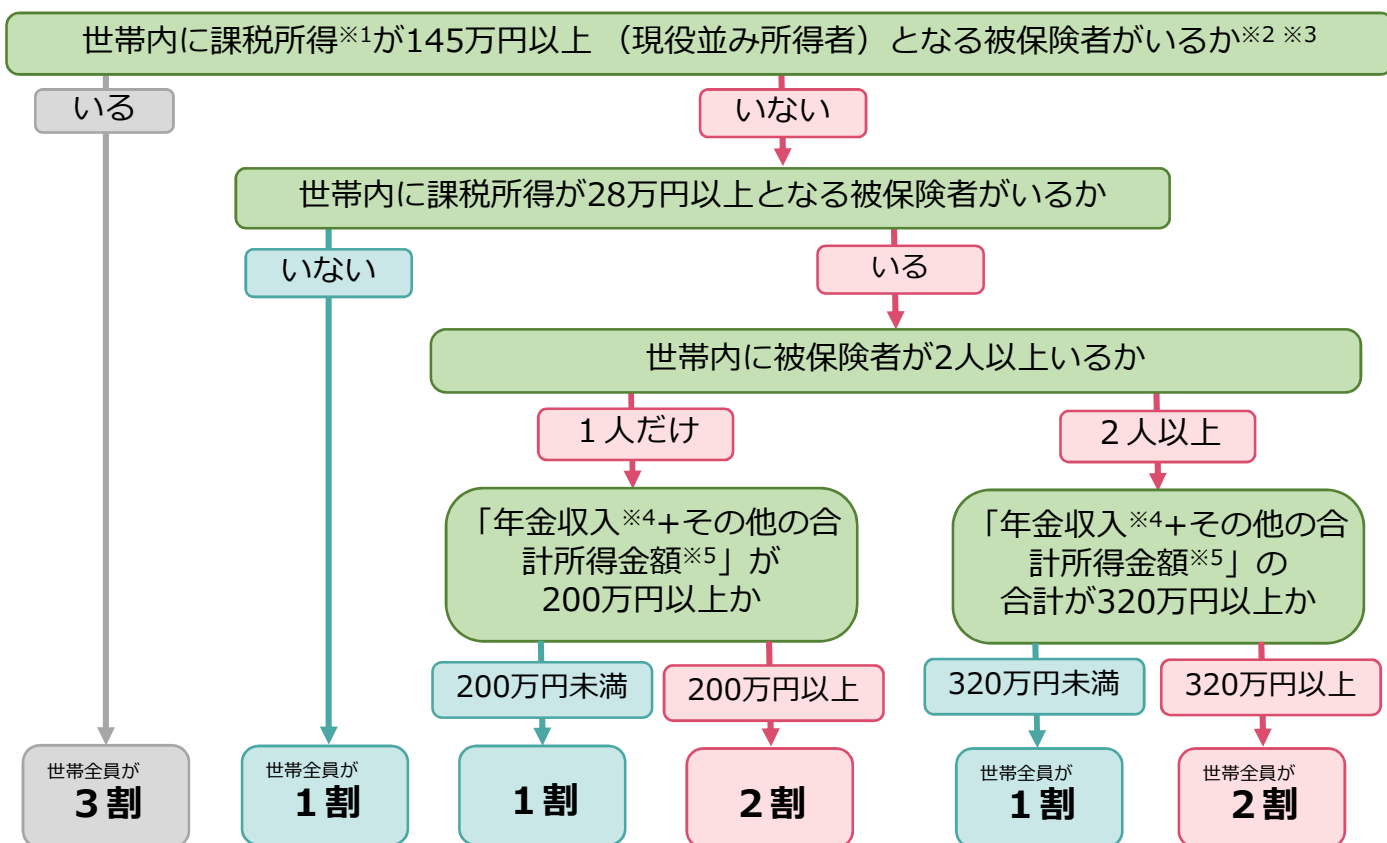 世帯内に課税所得※1が145万円以上 （現役並み所得者）となる被保険者がいるか※2 ※3
いる
いない
世帯内に課税所得が28万円以上となる被保険者がいるか
いない
いる
世帯内に被保険者が2人以上いるか
１人だけ
２人以上
「年金収入※4+その他の合
計所得金額※5」が
200万円以上か
「年金収入※4+その他の合
計所得金額※5」の
合計が320万円以上か
200万円未満
200万円以上
320万円未満
320万円以上
世帯全員が
３割
世帯全員が
１割
１割
２割
世帯全員が
１割
世帯全員が
２割